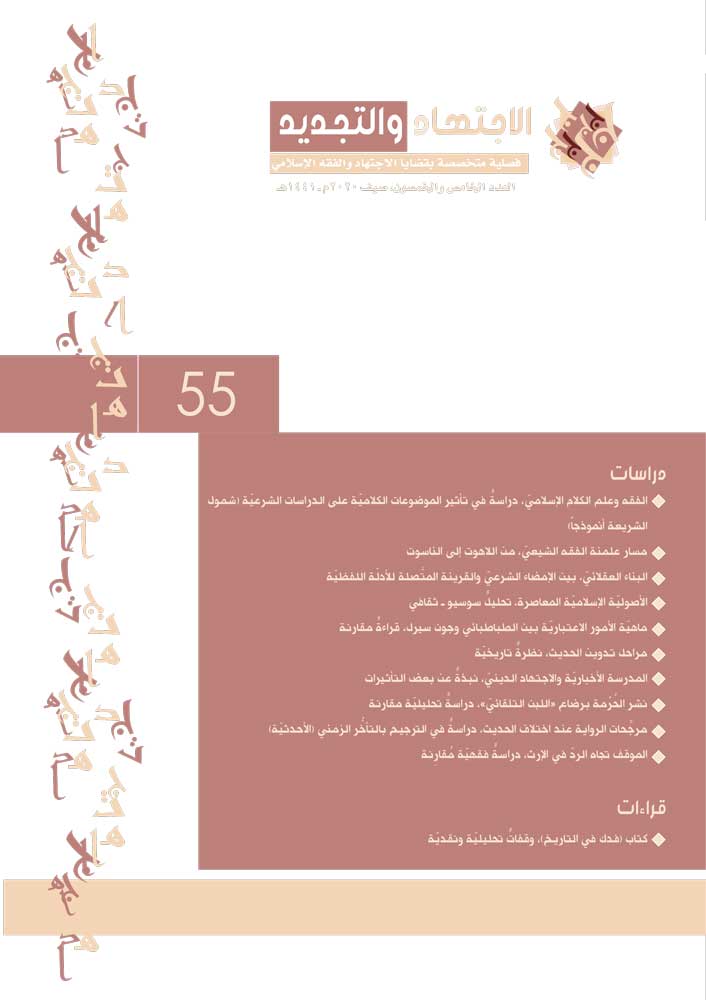 الاجتهاد والتجديد
فصلية متخصصة بقضايا الاجتهاد والفقه الإسلامي
العدد الخامس والخمسون، صيف ٢٠٢٠م ـ ١٤٤١هـ
55
دراسات
الفقه وعلم الكلام الإسلاميّ، دراسةٌ في تأثير الموضوعات الكلاميّة على الدراسات الشرعيّة (شمول
الشريعة أنموذجاً)
مسار علمنة الفقه الشيعيّ، من اللاهوت إلى الناسوت
البناء العقلائيّ، بين الإمضاء الشرعيّ والقرينة المتَّصلة للأدلّة اللفظيّة
الأصوليّة الإسلاميّة المعاصرة، تحليلٌ سوسيو ـ ثقافي
ماهيّة الأمور الاعتباريّة بين الطباطبائي وجون سيرل، قراءةٌ مقارنة
مراحل تدوين الحديث، نظرةٌ تاريخيّة
المدرسة الأخباريّة والاجتهاد الدينيّ، نبذةٌ عن بعض التأثيرات
نشر الحُرْمة برضاع «اللبن التلقائيّ»، دراسةٌ تحليليّة مقارنة
مرجِّحات الرواية عند اختلاف الحديث، دراسةٌ في الترجيح بالتأخُّر الزمني (الأحدثيّة)
الموقف تجاه الردّ في الإرث، دراسةٌ فقهيّة مُقارِنة
قراءات
كتاب (فدك في التاريخ)، وقفاتٌ تحليليّة ونقديّة